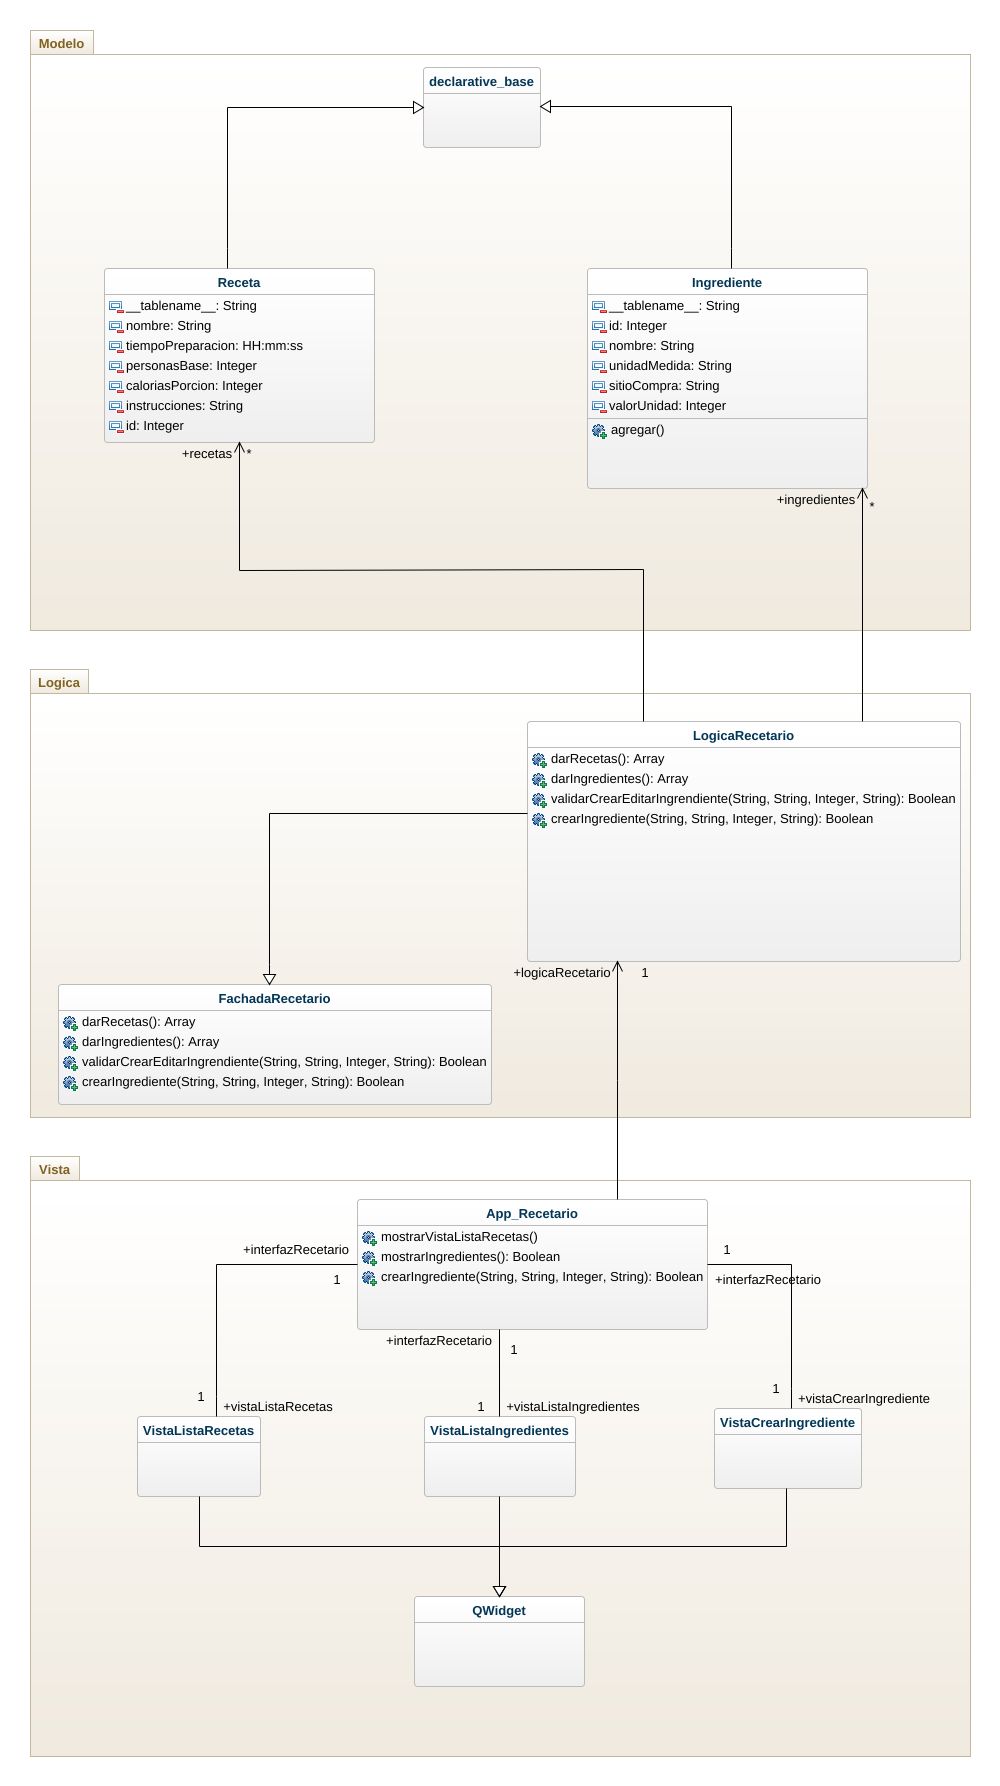 Modelo
declarative_base
Receta
__tablename__: String
nombre: String
tiempoPreparacion: HH:mm:ss
personasBase: Integer
caloriasPorcion: Integer
instrucciones: String
id: Integer
+recetas
*
Ingrediente
__tablename__: String
id: Integer
nombre: String
unidadMedida: String
sitioCompra: String
valorUnidad: Integer
agregar()
+ingredientes
*
Logica
LogicaRecetario
darRecetas(): Array
darIngredientes(): Array
validarCrearEditarIngrendiente(String, String, Integer, String): Boolean
crearIngrediente(String, String, Integer, String): Boolean
+logicaRecetario
1
FachadaRecetario
darRecetas(): Array
darIngredientes(): Array
validarCrearEditarIngrendiente(String, String, Integer, String): Boolean
crearIngrediente(String, String, Integer, String): Boolean
Vista
App_Recetario
mostrarVistaListaRecetas()
mostrarIngredientes(): Boolean
crearIngrediente(String, String, Integer, String): Boolean
+interfazRecetario
1
1
+interfazRecetario
+interfazRecetario
1
1
+vistaListaRecetas
1
+vistaListaIngredientes
1
+vistaCrearIngrediente
VistaListaRecetas
VistaListaIngredientes
VistaCrearIngrediente
QWidget